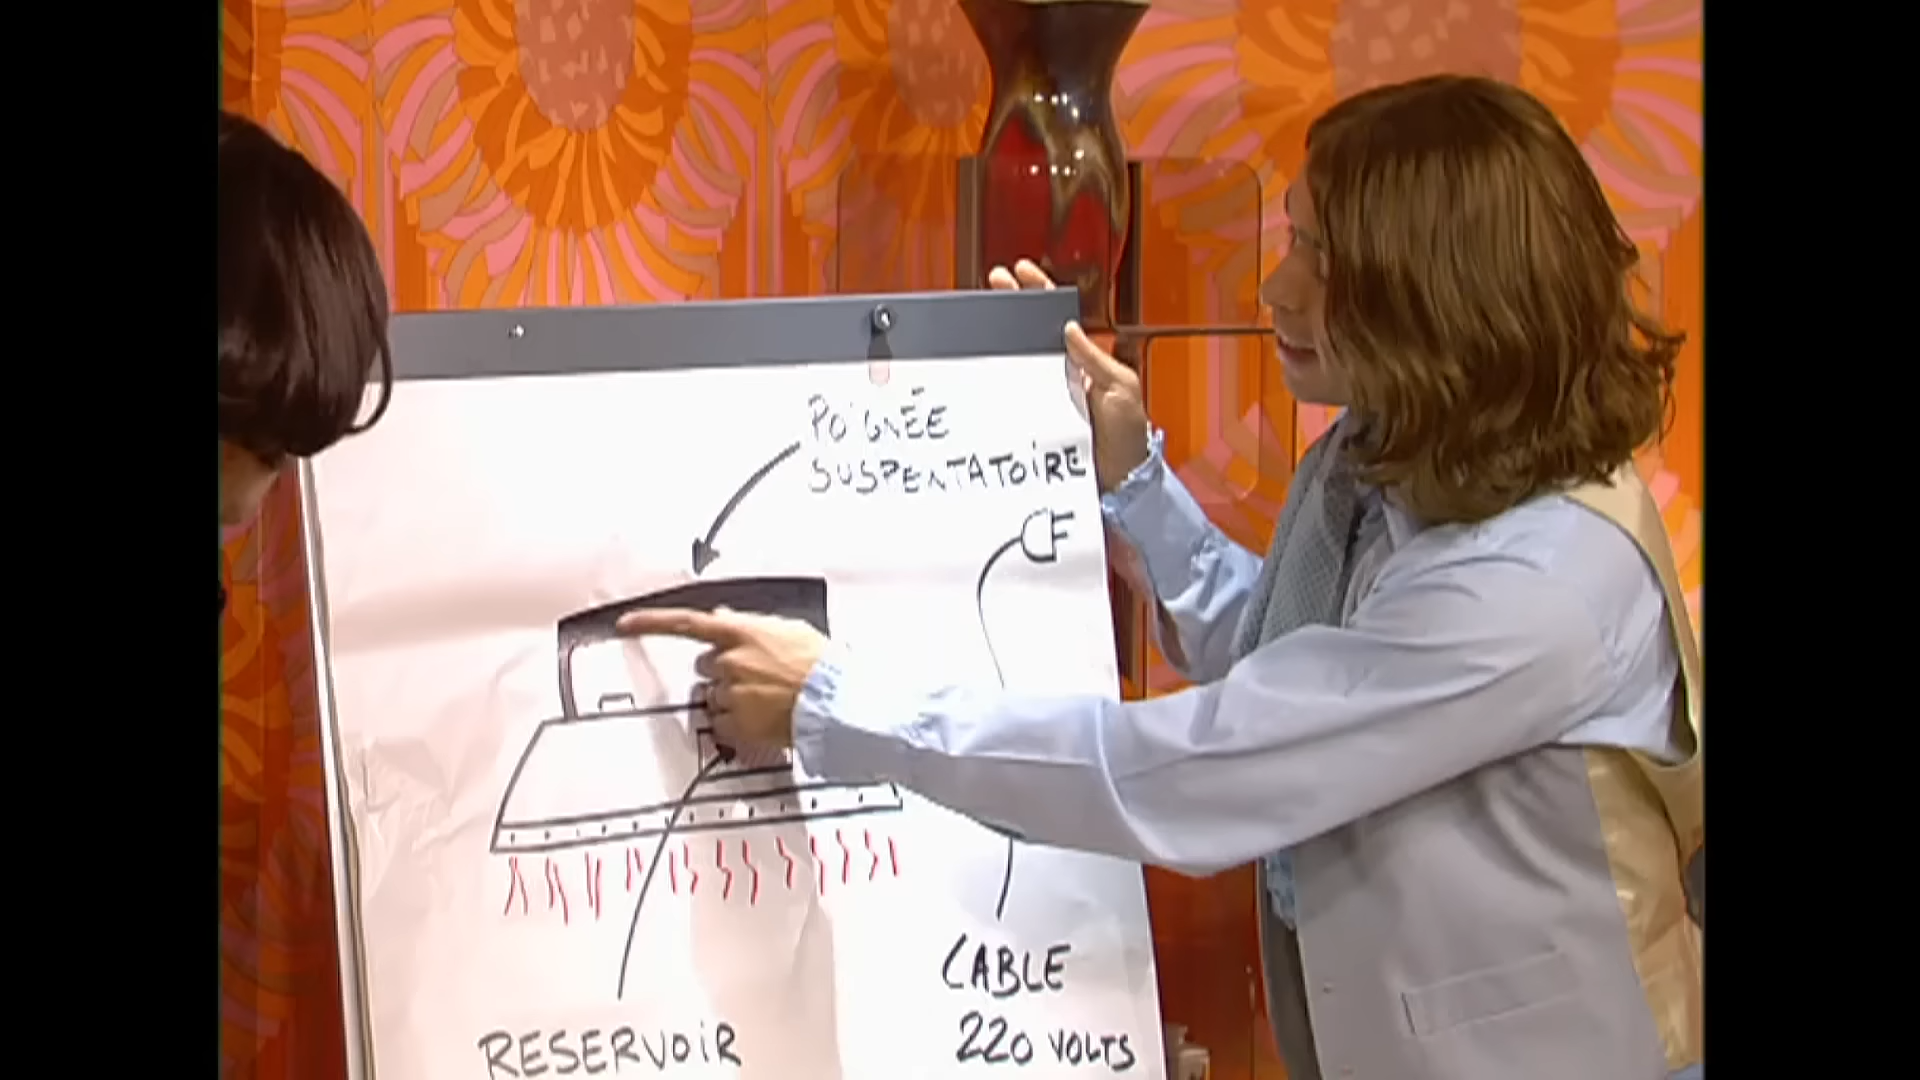 POiGNÉE
SUSPENTATOiRE
CABLE
220 VOLTS
RESERVOiR